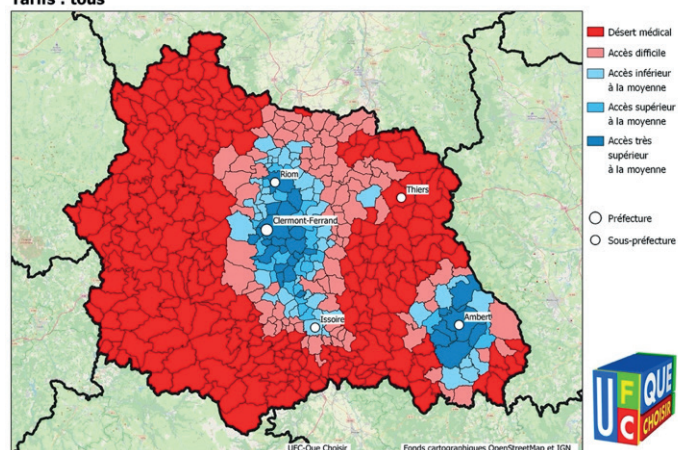 Tarifs : tous
Désert médical
Accès difficile
Accès inférieur
à la moyenne
Accès supérieur
à la moyenne
Accès très
supérieur
à la moyenne
Préfecture
Sous-préfecture
Riom
Thiers
Clermont-Ferrand
Issoire
Ambert
UFC-Que Choisir
Fonds cartographiques OpenStreetMap et IGN
UFC
QUE
CHOISIR